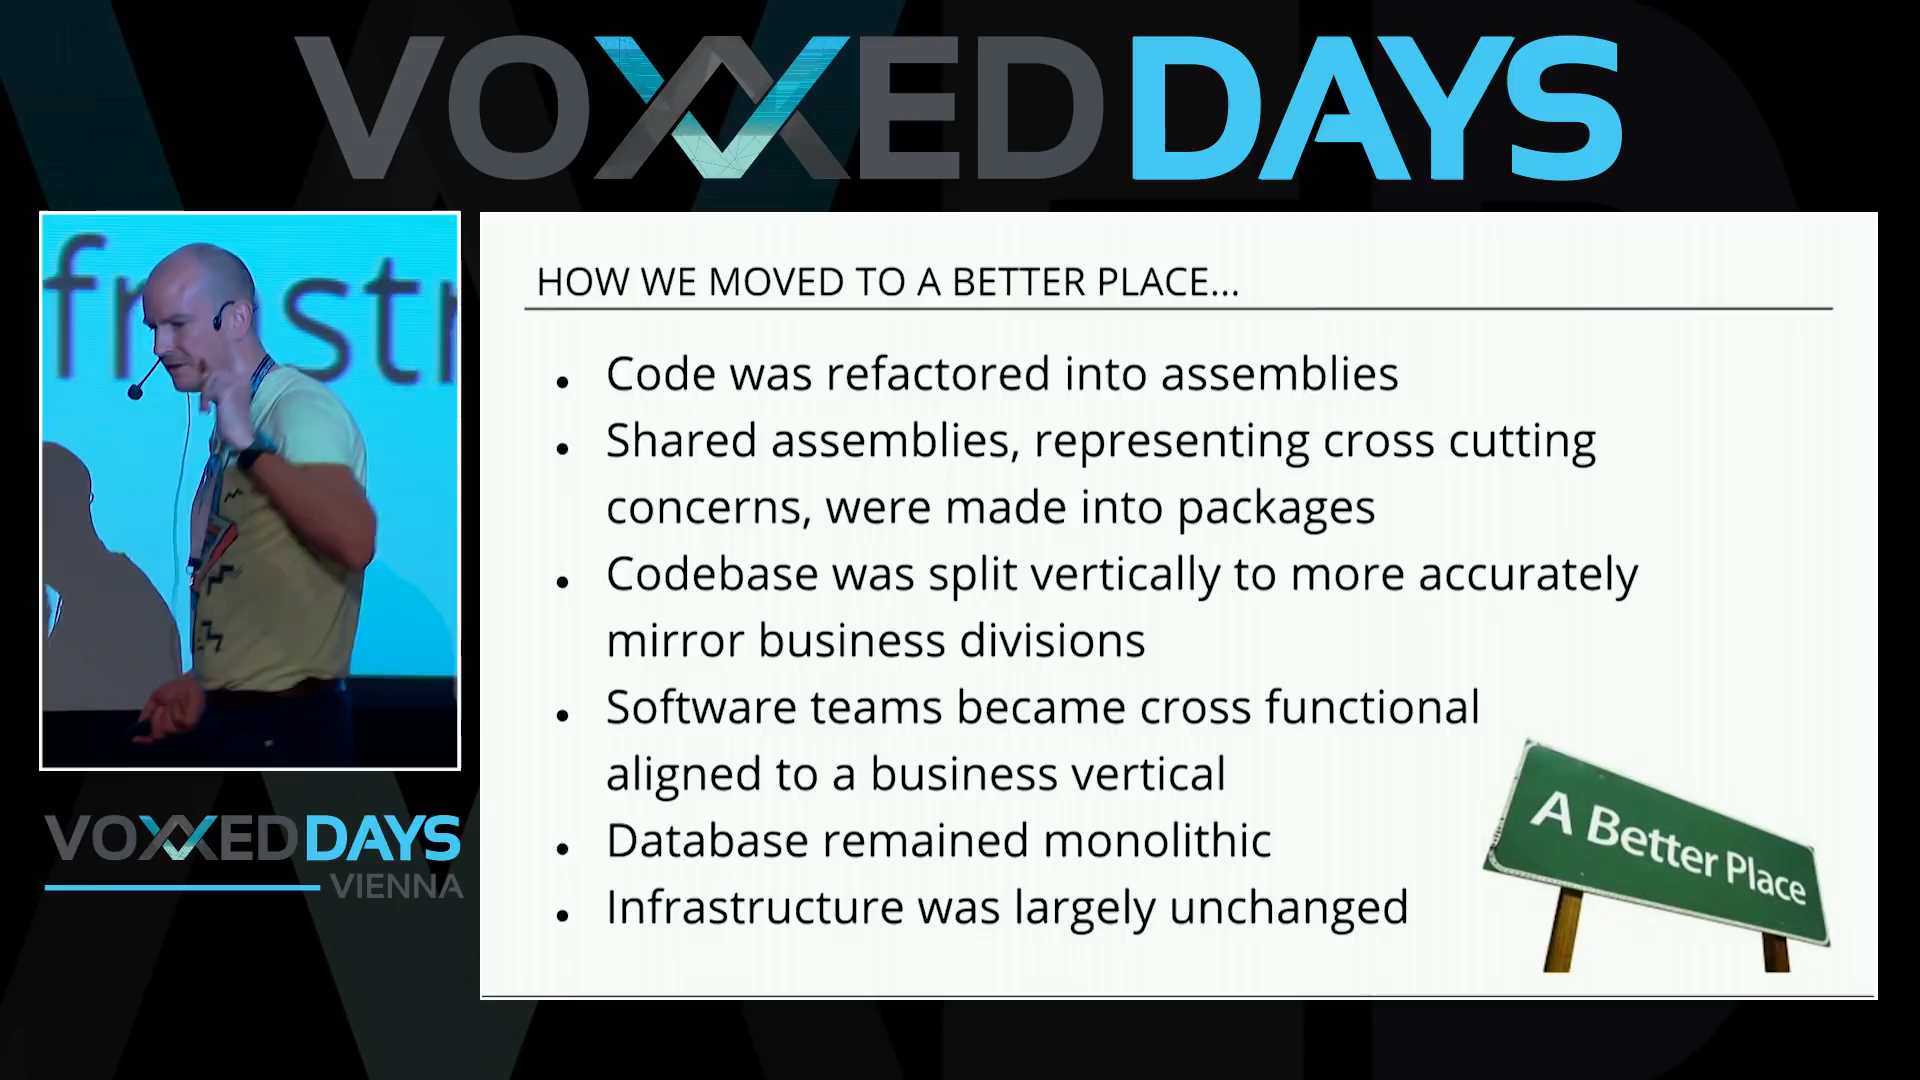 VOXXED DAYS
frastr
HOW WE MOVED TO A BETTER PLACE...
• Code was refactored into assemblies
• Shared assemblies, representing cross cutting
concerns, were made into packages
• Codebase was split vertically to more accurately
mirror business divisions
• Software teams became cross functional
aligned to a business vertical
• Database remained monolithic
• Infrastructure was largely unchanged
A Better Place
VOXXED DAYS
VIENNA